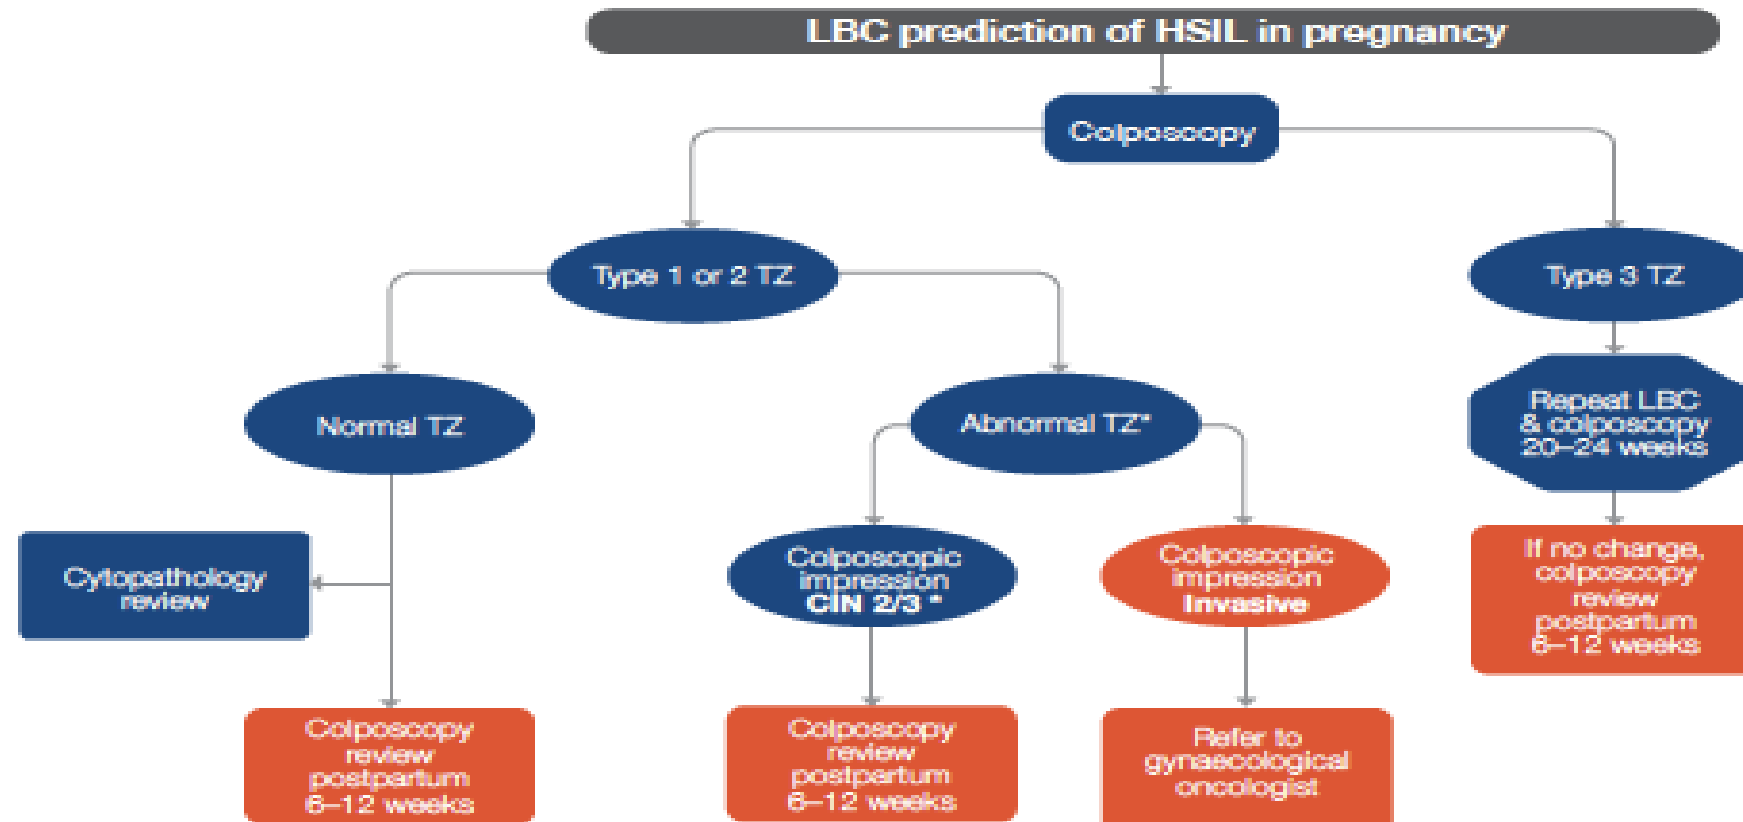 LBC prediction of HSIL in pregnancy
Colposcopy
Type 1 or 2 TZ
Type 3 TZ
Normal TZ
Abnormal TZ*
Repeat LBC
& colposcopy
20–24 weeks
Cytopathology
review
Colposcopic
impression
CIN 2/3 *
Colposcopic
impression
Invasive
If no change,
colposcopy
review
postpartum
6–12 weeks
Colposcopy
review
postpartum
6–12 weeks
Colposcopy
review
postpartum
6–12 weeks
Refer to
gynaecological
oncologist